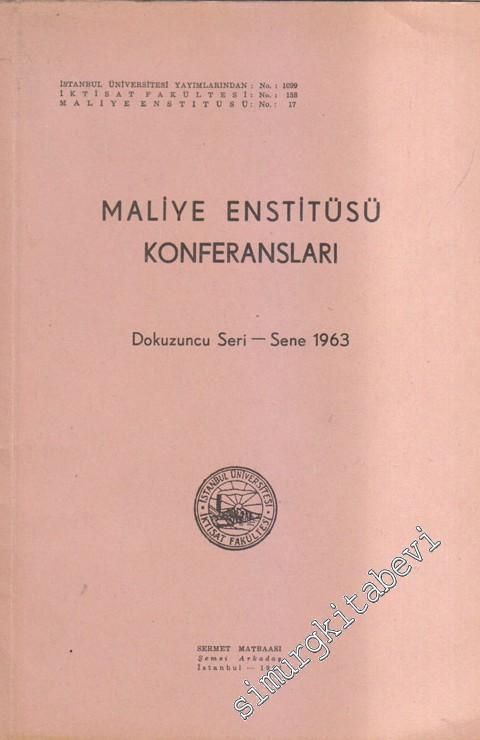 İSTANBUL ÜNİVERSİTESİ YAYIMLARINDAN : No. : 1099
İKTİSAT FAKÜLTESİ: No. : 158
MALİYE ENSTİTÜSÜ: No. : 17
MALİYE ENSTİTÜSÜ
KONFERANSLARI
Dokuzuncu Seri — Sene 1963
İSTANBUL ÜNİVERSİTESİ
İKTİSAT FAKÜLTESİ
SERMET MATBAASI
Şemsi Arkadaş
İstanbul —
simurgkitabevi